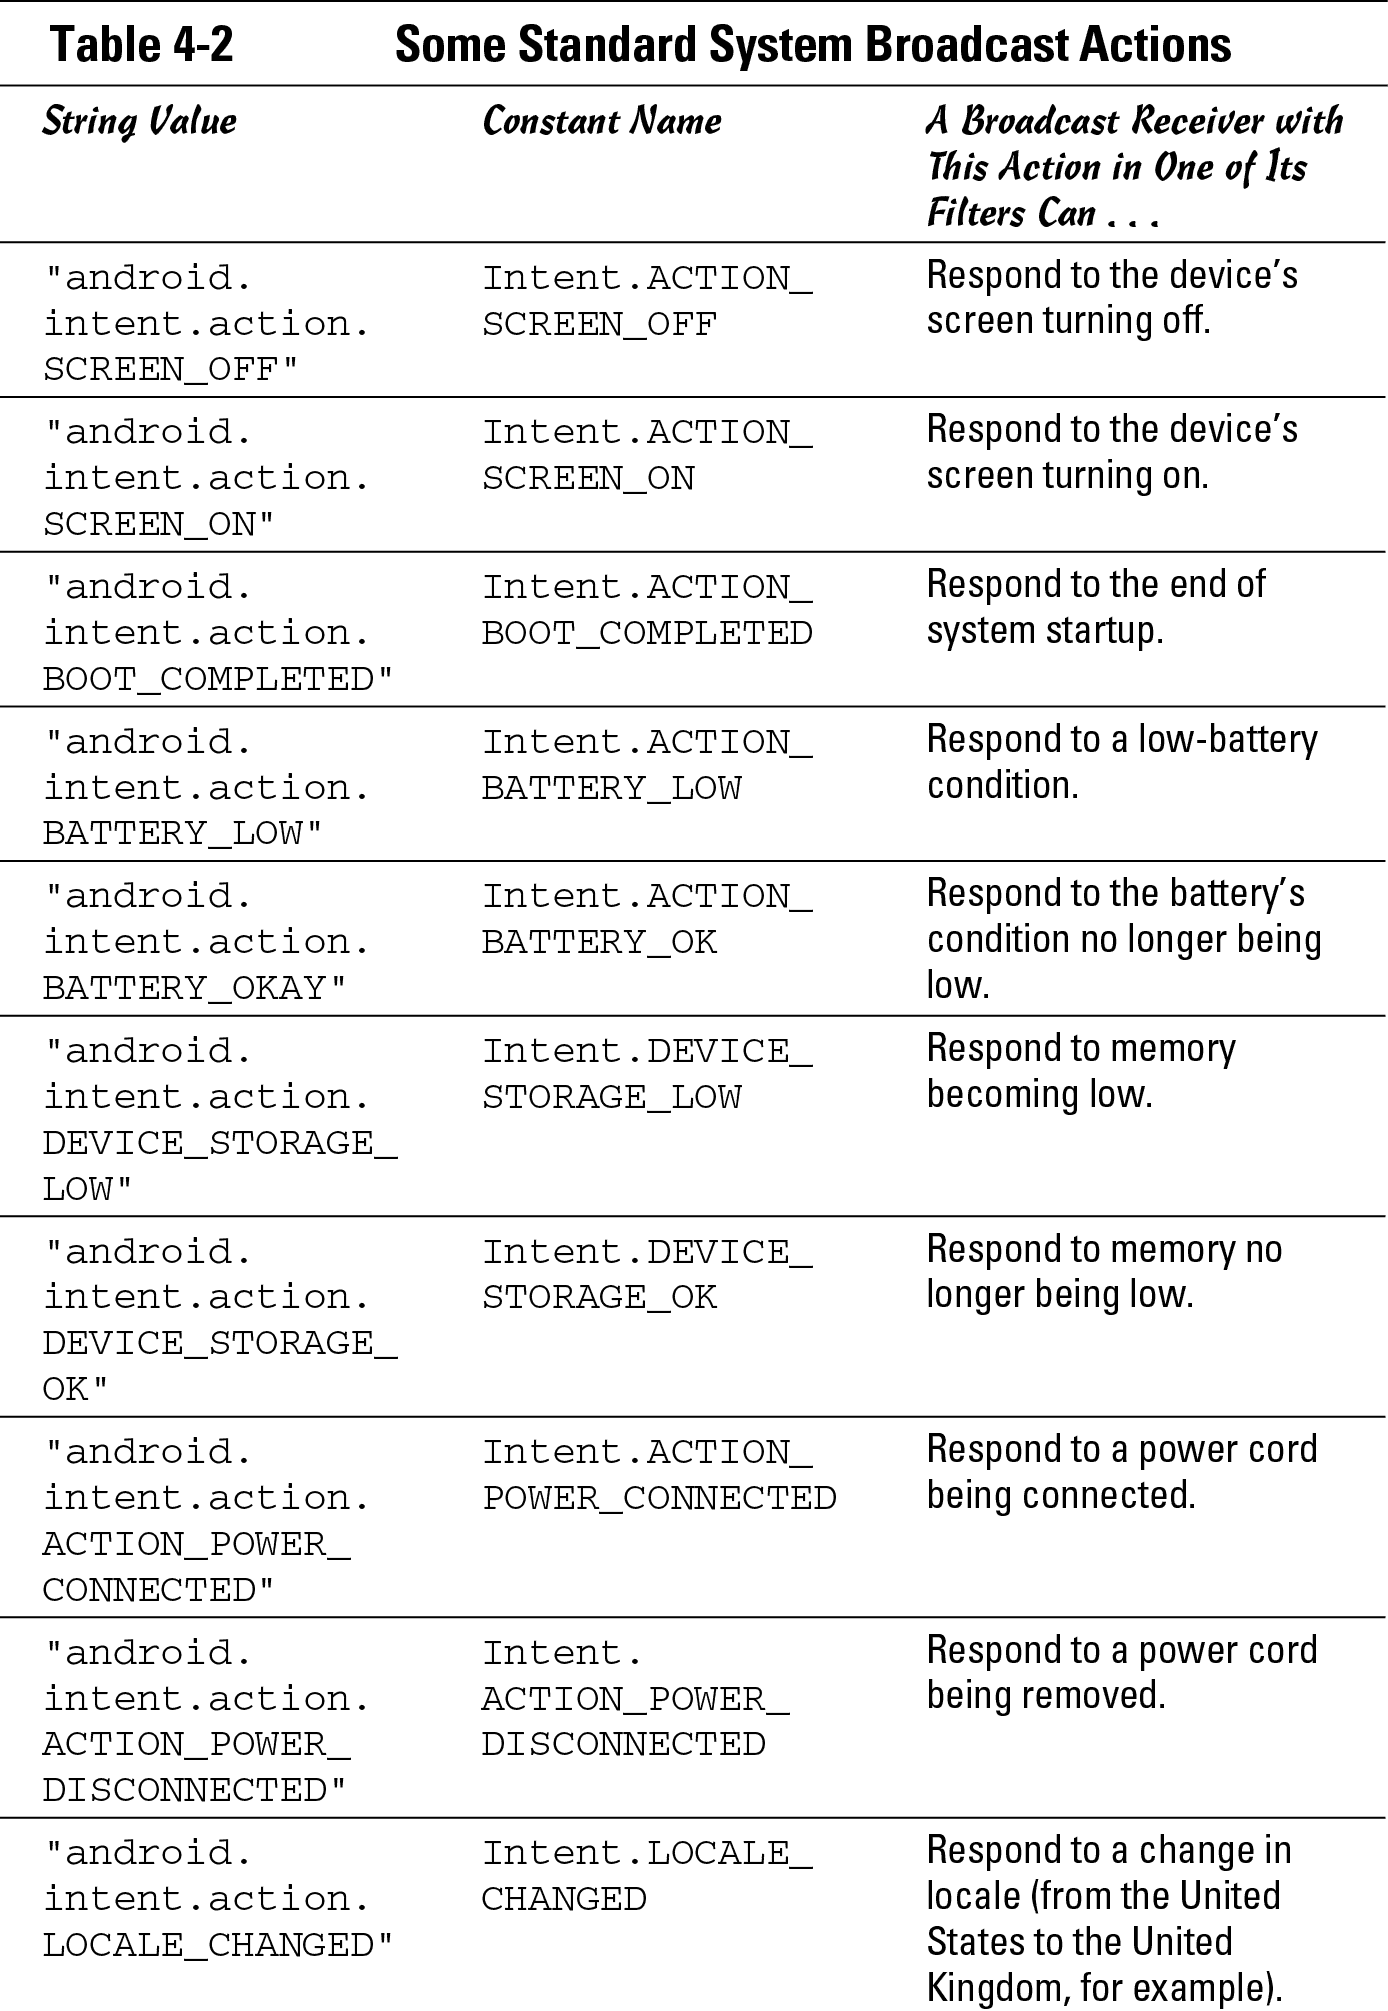 Table 4-2 Some Standard System Broadcast Actions
String Value Constant Name A Broadcast Receiver with
This Action in One of Its
Filters Can . . .
"android. Intent.ACTION_ Respond to the device’s
intent.action. SCREEN_OFF screen turning off.
SCREEN_OFF"
"android. Intent.ACTION_ Respond to the device’s
intent.action. SCREEN_ON screen turning on.
SCREEN_ON"
"android. Intent.ACTION_ Respond to the end of
intent.action. BOOT_COMPLETED system startup.
BOOT_COMPLETED"
"android. Intent.ACTION_ Respond to a low-battery
intent.action. BATTERY_LOW condition.
BATTERY_LOW"
"android. Intent.ACTION_ Respond to the battery’s
intent.action. BATTERY_OK condition no longer being
BATTERY_OKAY" low.
"android. Intent.DEVICE_ Respond to memory
intent.action. STORAGE_LOW becoming low.
DEVICE_STORAGE_
LOW"
"android. Intent.DEVICE_ Respond to memory no
intent.action. STORAGE_OK longer being low.
DEVICE_STORAGE_
OK"
"android. Intent.ACTION_ Respond to a power cord
intent.action. POWER_CONNECTED being connected.
ACTION_POWER_
CONNECTED"
"android. Intent. Respond to a power cord
intent.action. ACTION_POWER_ being removed.
ACTION_POWER_ DISCONNECTED
DISCONNECTED"
"android. Intent.LOCALE_ Respond to a change in
intent.action. CHANGED locale (from the United
LOCALE_CHANGED" States to the United
Kingdom, for example).